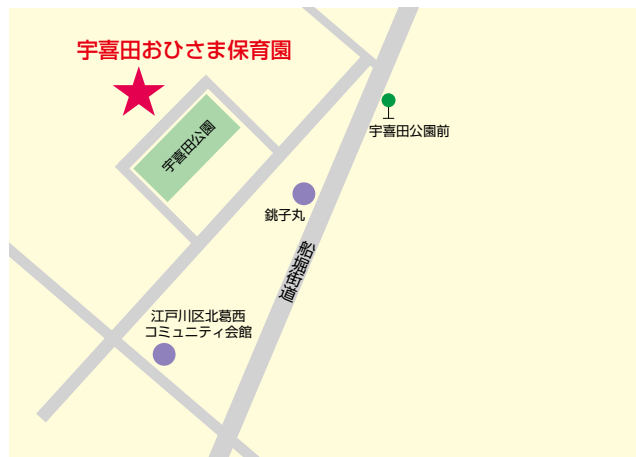 宇喜田おひさま保育園
宇喜田公園
宇喜田公園前
銚子丸
船堀街道
江戸川区北葛西
コミュニティ会館